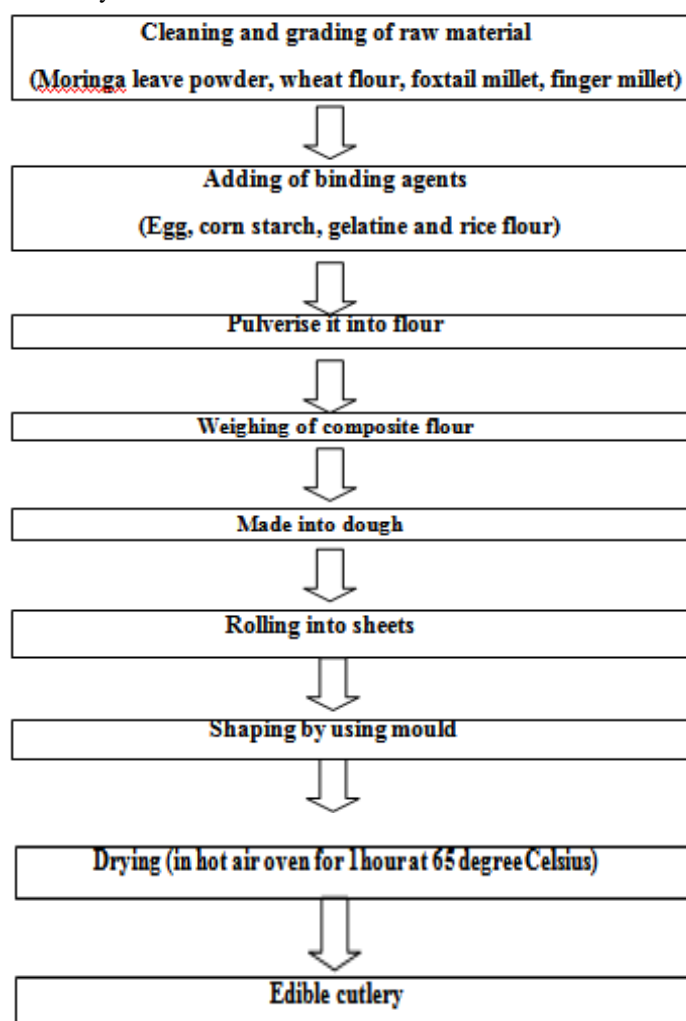 Cleaning and grading of raw material
(Moringa leave powder, wheat flour, foxtail millet, finger millet)
Adding of binding agents
(Egg, corn starch, gelatine and rice flour)
Pulverise it into flour
Weighing of composite flour
Made into dough
Rolling into sheets
Shaping by using mould
Drying (in hot air oven for 1 hour at 65 degree Celsius)
Edible cutlery